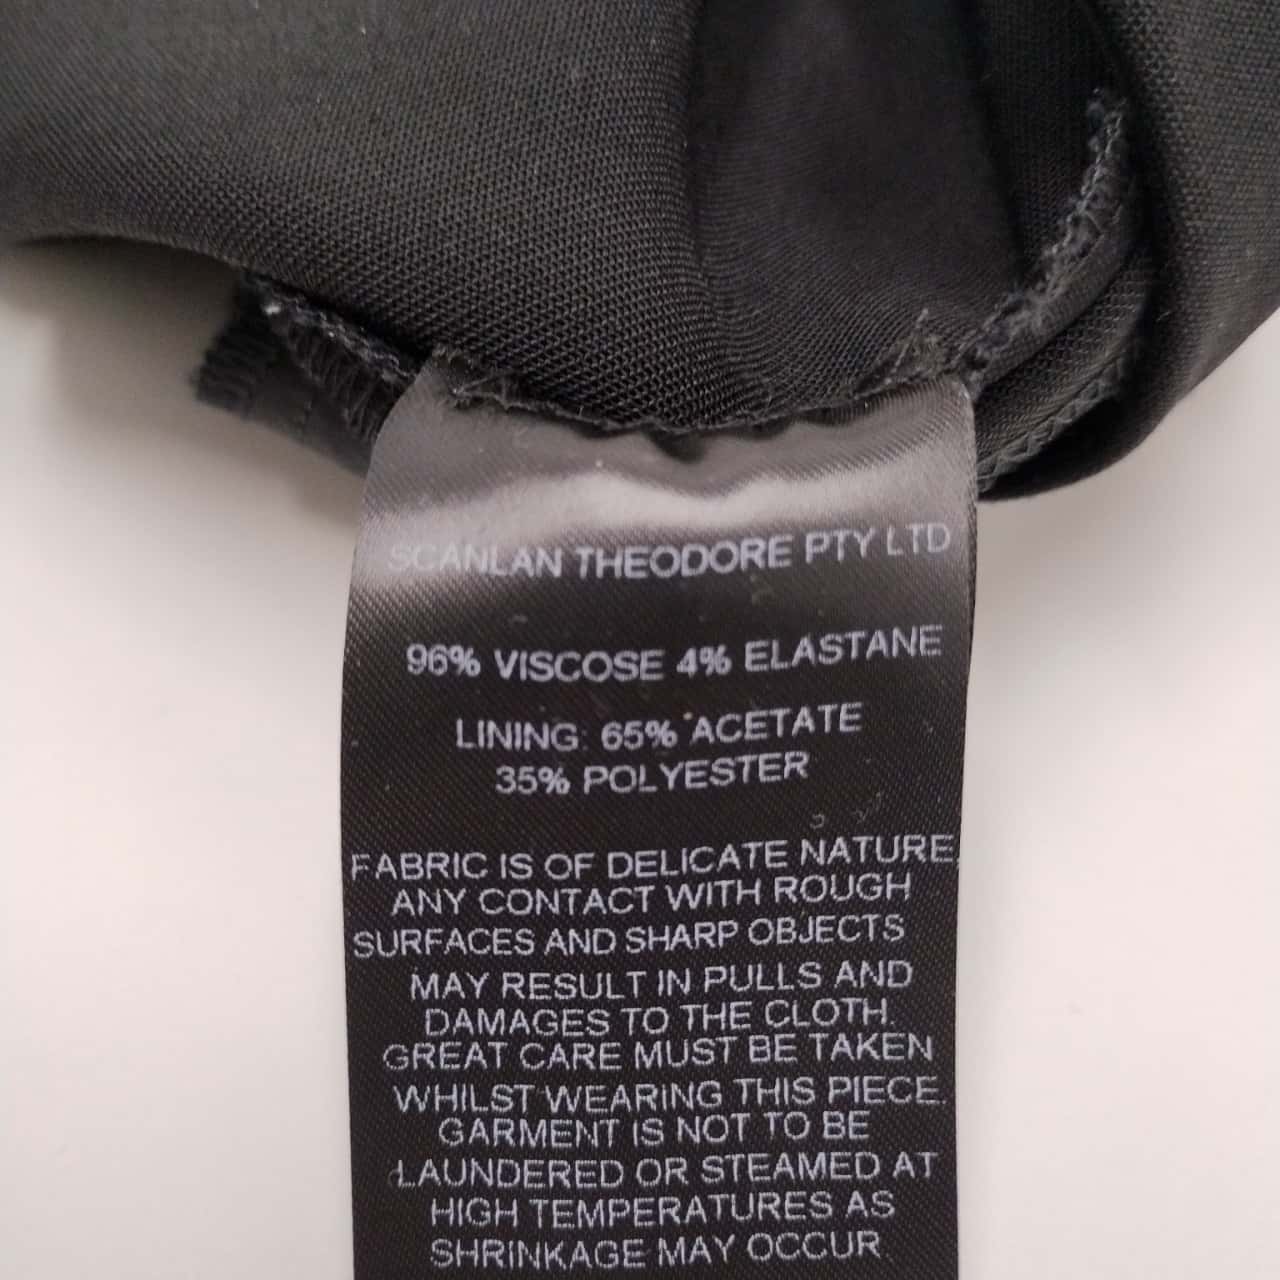 SCANLAN THEODORE PTY LTD
96% VISCOSE 4% ELASTANE
LINING: 65% ACETATE
35% POLYESTER
FABRIC IS OF DELICATE NATURE,
ANY CONTACT WITH ROUGH
SURFACES AND SHARP OBJECTS
MAY RESULT IN PULLS AND
DAMAGES TO THE CLOTH.
GREAT CARE MUST BE TAKEN
WHILST WEARING THIS PIECE.
GARMENT IS NOT TO BE
LAUNDERED OR STEAMED AT
HIGH TEMPERATURES AS
SHRINKAGE MAY OCCUR